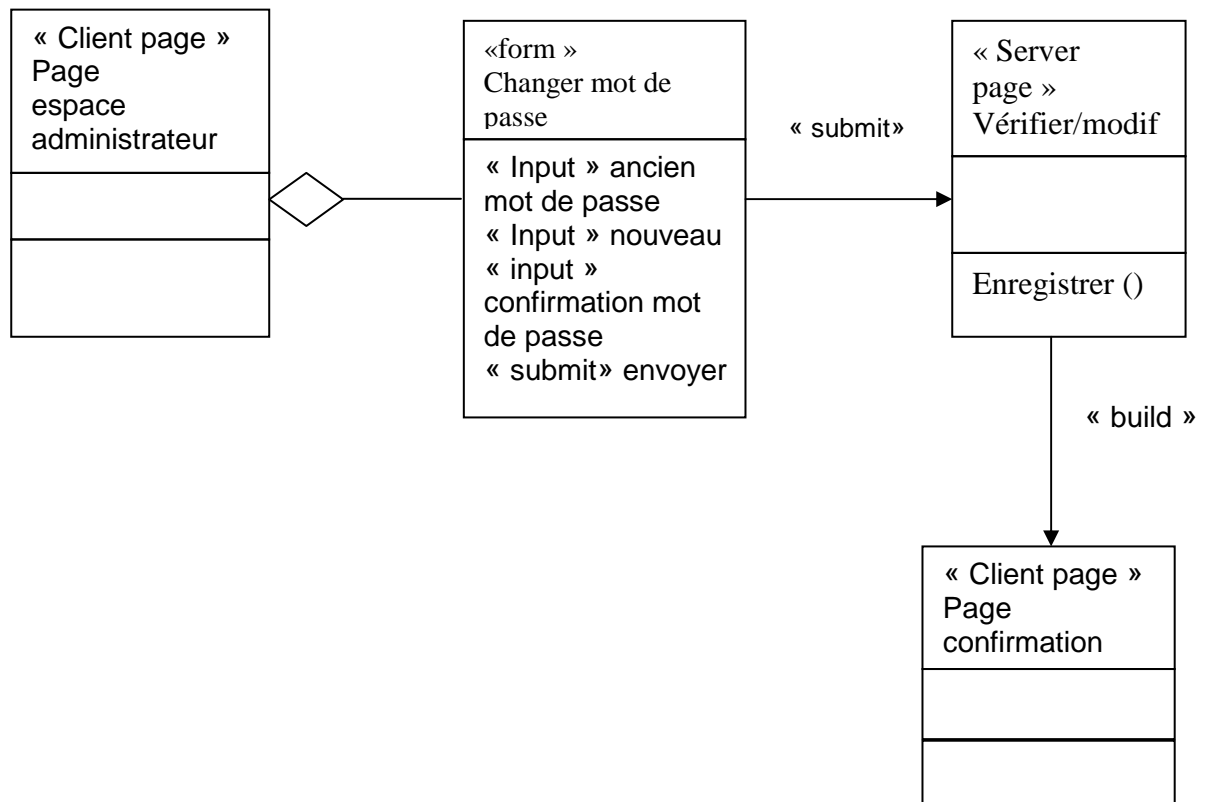 « Client page »
Page
espace
administrateur
«form »
Changer mot de
passe
« Input » ancien
mot de passe
« Input » nouveau
« input »
confirmation mot
de passe
« submit» envoyer
« submit»
« Server
page »
Vérifier/modif
Enregistrer ()
« build »
« Client page »
Page
confirmation